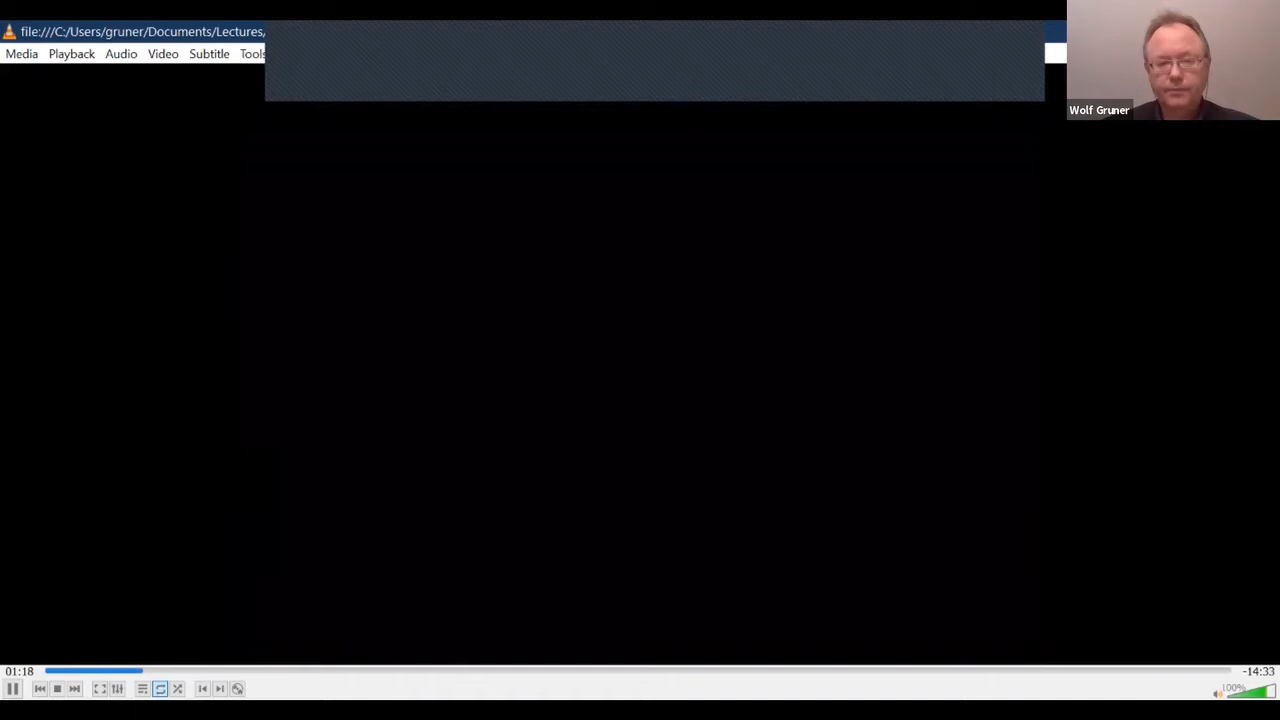 file:///C:/Users/gruner/Documents/Lectures,
Media Playback Audio Video Subtitle Tools
Wolf Gruner
01:18
-14:33
100%